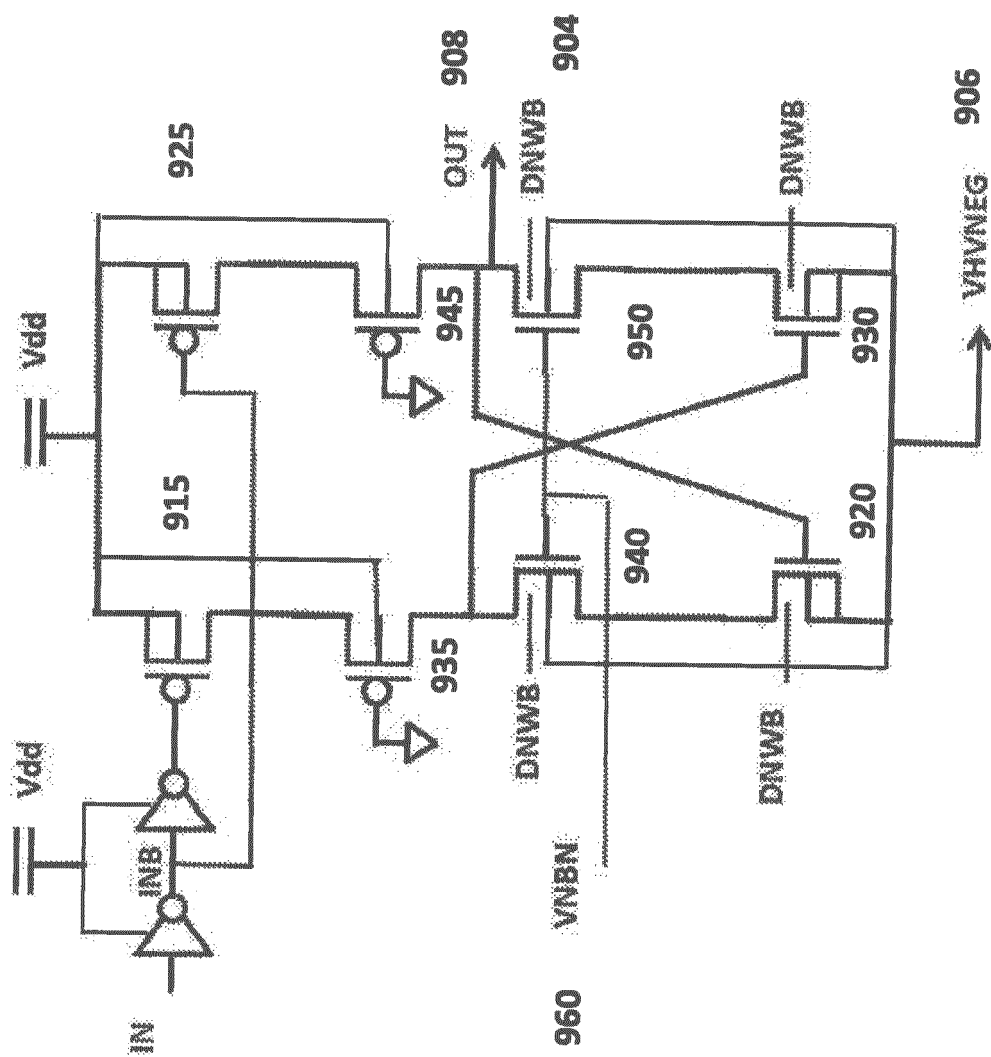 IN
INB
Vdd
Vdd
915
925
935
945
OUT
908
DNWB
904
DNWB
940
950
VNBN
960
DNWB
DNWB
920
930
VHVNEG
906